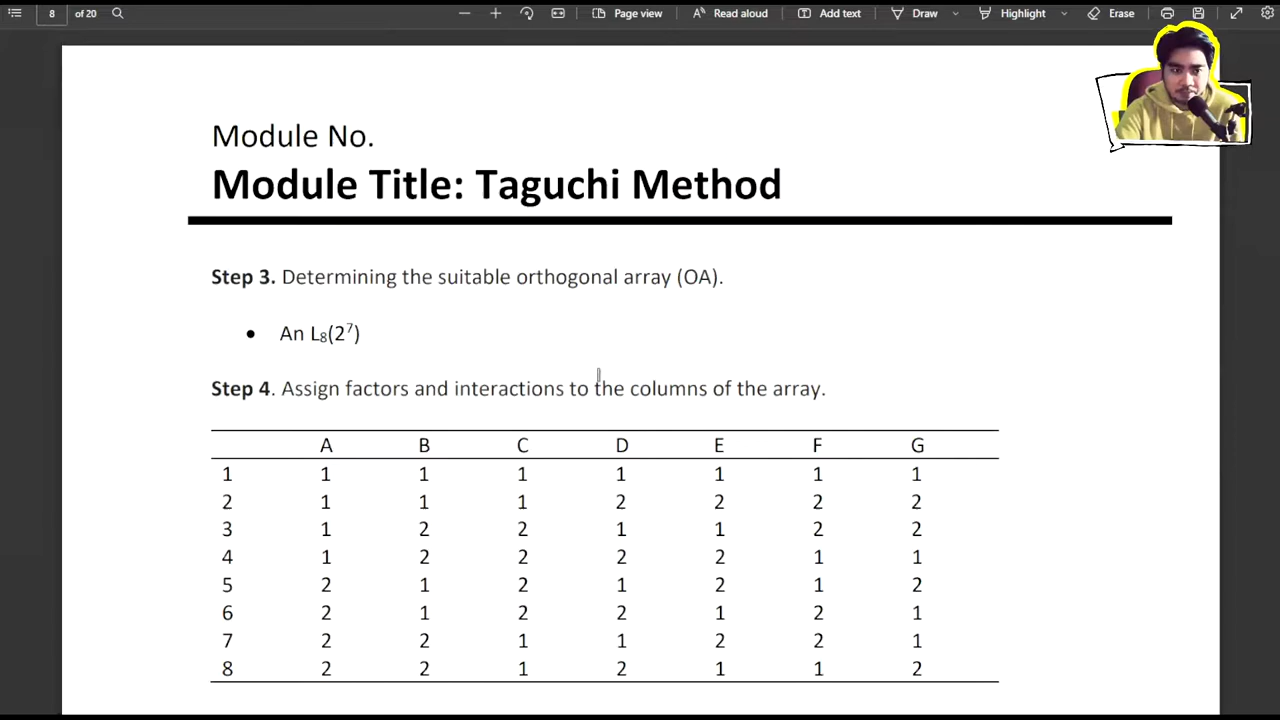 8 of 20 Page view Read aloud Add text Draw Highlight Erase
Module No.
Module Title: Taguchi Method
Step 3. Determining the suitable orthogonal array (OA).
• An L₈(2⁷)
Step 4. Assign factors and interactions to the columns of the array.
A B C D E F G
1 1 1 1 1 1 1 1
2 1 1 1 2 2 2 2
3 1 2 2 1 1 2 2
4 1 2 2 2 2 1 1
5 2 1 2 1 2 1 2
6 2 1 2 2 1 2 1
7 2 2 1 1 2 2 1
8 2 2 1 2 1 1 2